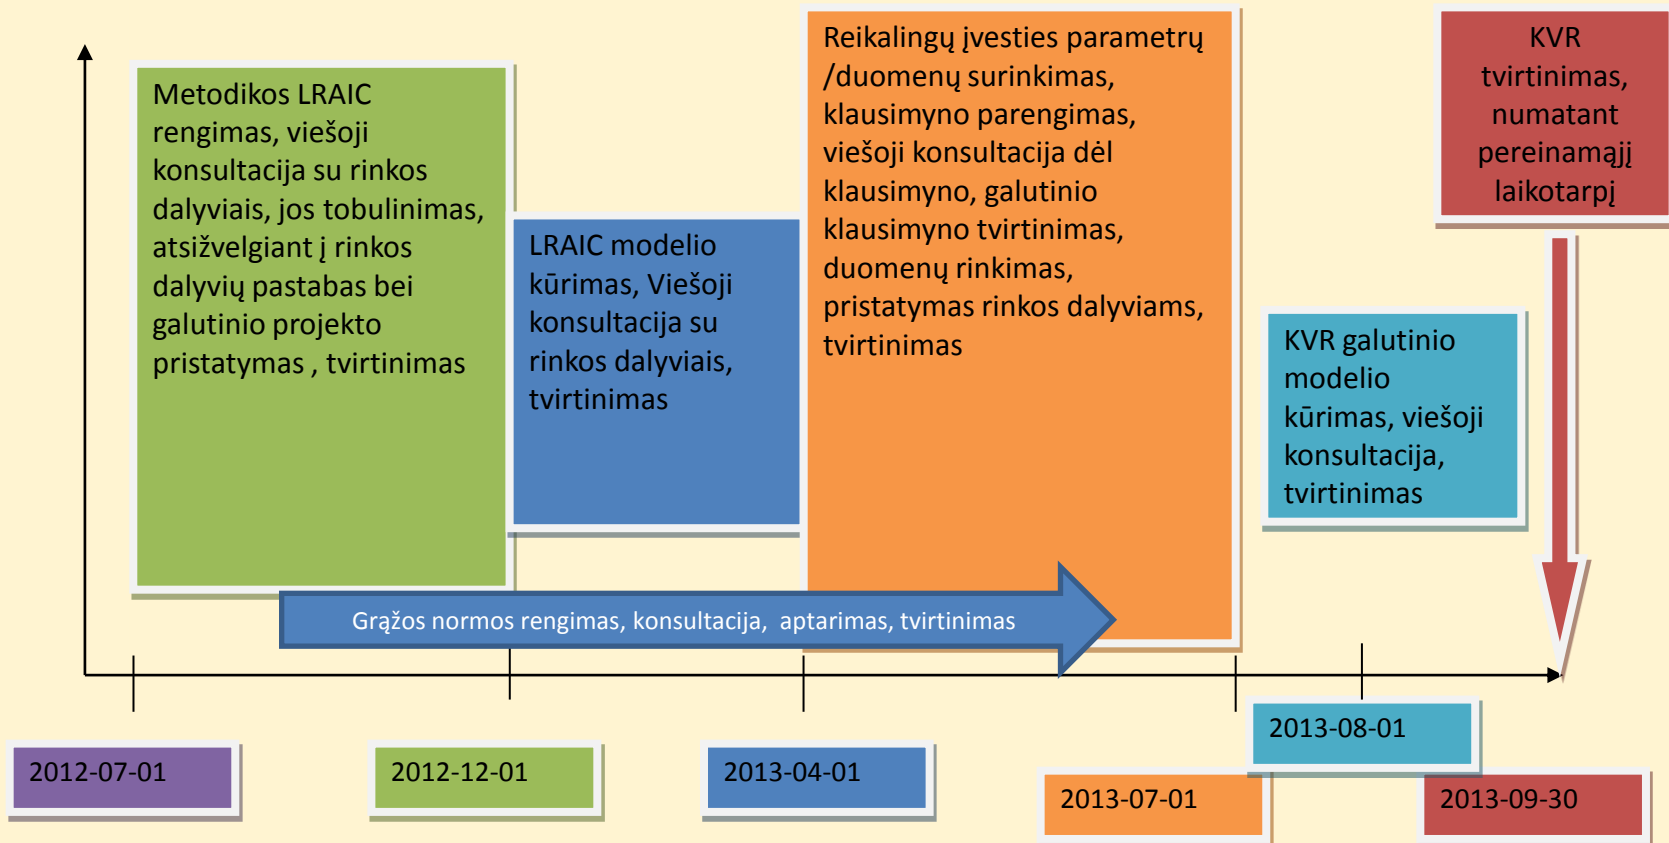 Metodikos LRAIC
rengimas, viešoji
konsultacija su rinkos
dalyviais, jos tobulinimas,
atsižvelgiant į rinkos
dalyvių pastabas bei
galutinio projekto
pristatymas , tvirtinimas
LRAIC modelio
kūrimas, Viešoji
konsultacija su
rinkos dalyviais,
tvirtinimas
Reikalingų įvesties parametrų
/duomenų surinkimas,
klausimyno parengimas,
viešoji konsultacija dėl
klausimyno, galutinio
klausimyno tvirtinimas,
duomenų rinkimas,
pristatymas rinkos dalyviams,
tvirtinimas
KVR galutinio
modelio
kūrimas, viešoji
konsultacija,
tvirtinimas
KVR
tvirtinimas,
numatant
pereinamąjį
laikotarpį
Grąžos normos rengimas, konsultacija, aptarimas, tvirtinimas
2012-07-01
2012-12-01
2013-04-01
2013-07-01
2013-08-01
2013-09-30